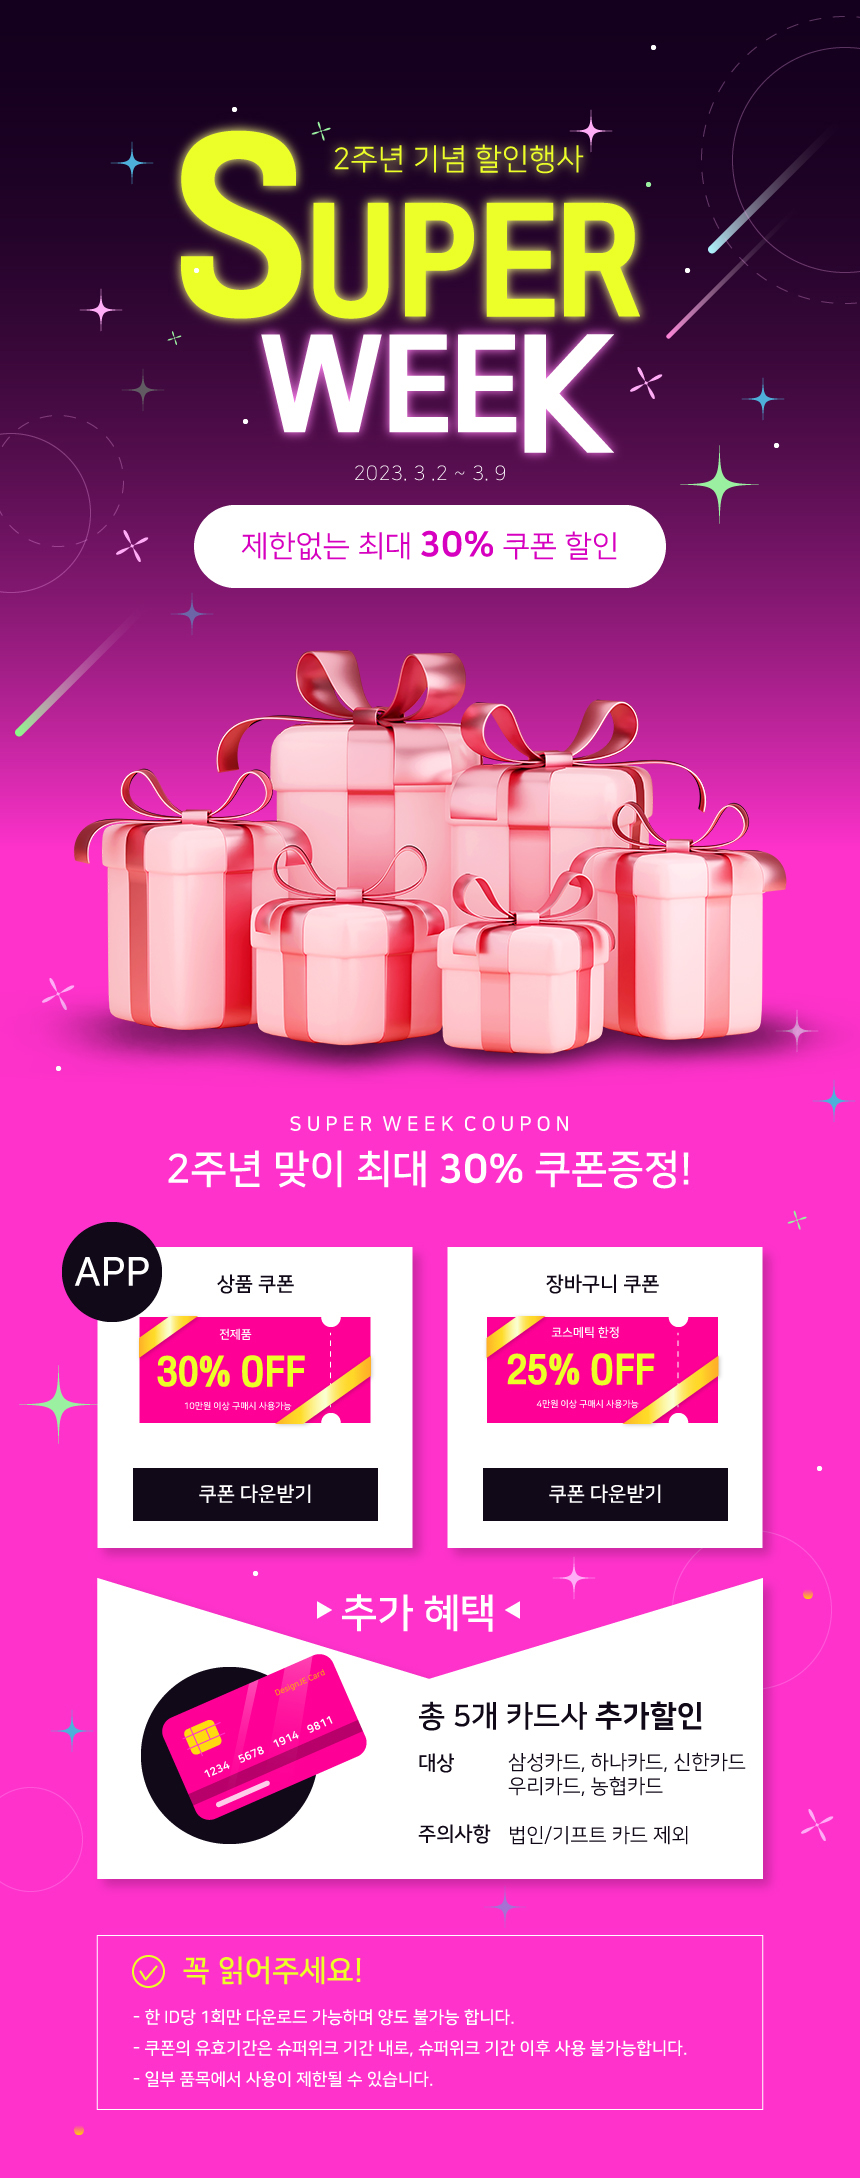 2주년 기념 할인행사
SUPER
WEEK
2023. 3 .2 ~ 3. 9
제한없는 최대 30% 쿠폰 할인
SUPER WEEK COUPON
2주년 맞이 최대 30% 쿠폰증정!
APP
상품 쿠폰
전제품
30% OFF
10만원 이상 구매시 사용가능
쿠폰 다운받기
장바구니 쿠폰
코스메틱 한정
25% OFF
4만원 이상 구매시 사용가능
쿠폰 다운받기
추가 혜택
DesignJE Card
1234 5678 1914 9811
총 5개 카드사 추가할인
대상 삼성카드, 하나카드, 신한카드
우리카드, 농협카드
주의사항 법인/기프트 카드 제외
꼭 읽어주세요!
- 한 ID당 1회만 다운로드 가능하며 양도 불가능 합니다.
- 쿠폰의 유효기간은 슈퍼위크 기간 내로, 슈퍼위크 기간 이후 사용 불가능합니다.
- 일부 품목에서 사용이 제한될 수 있습니다.